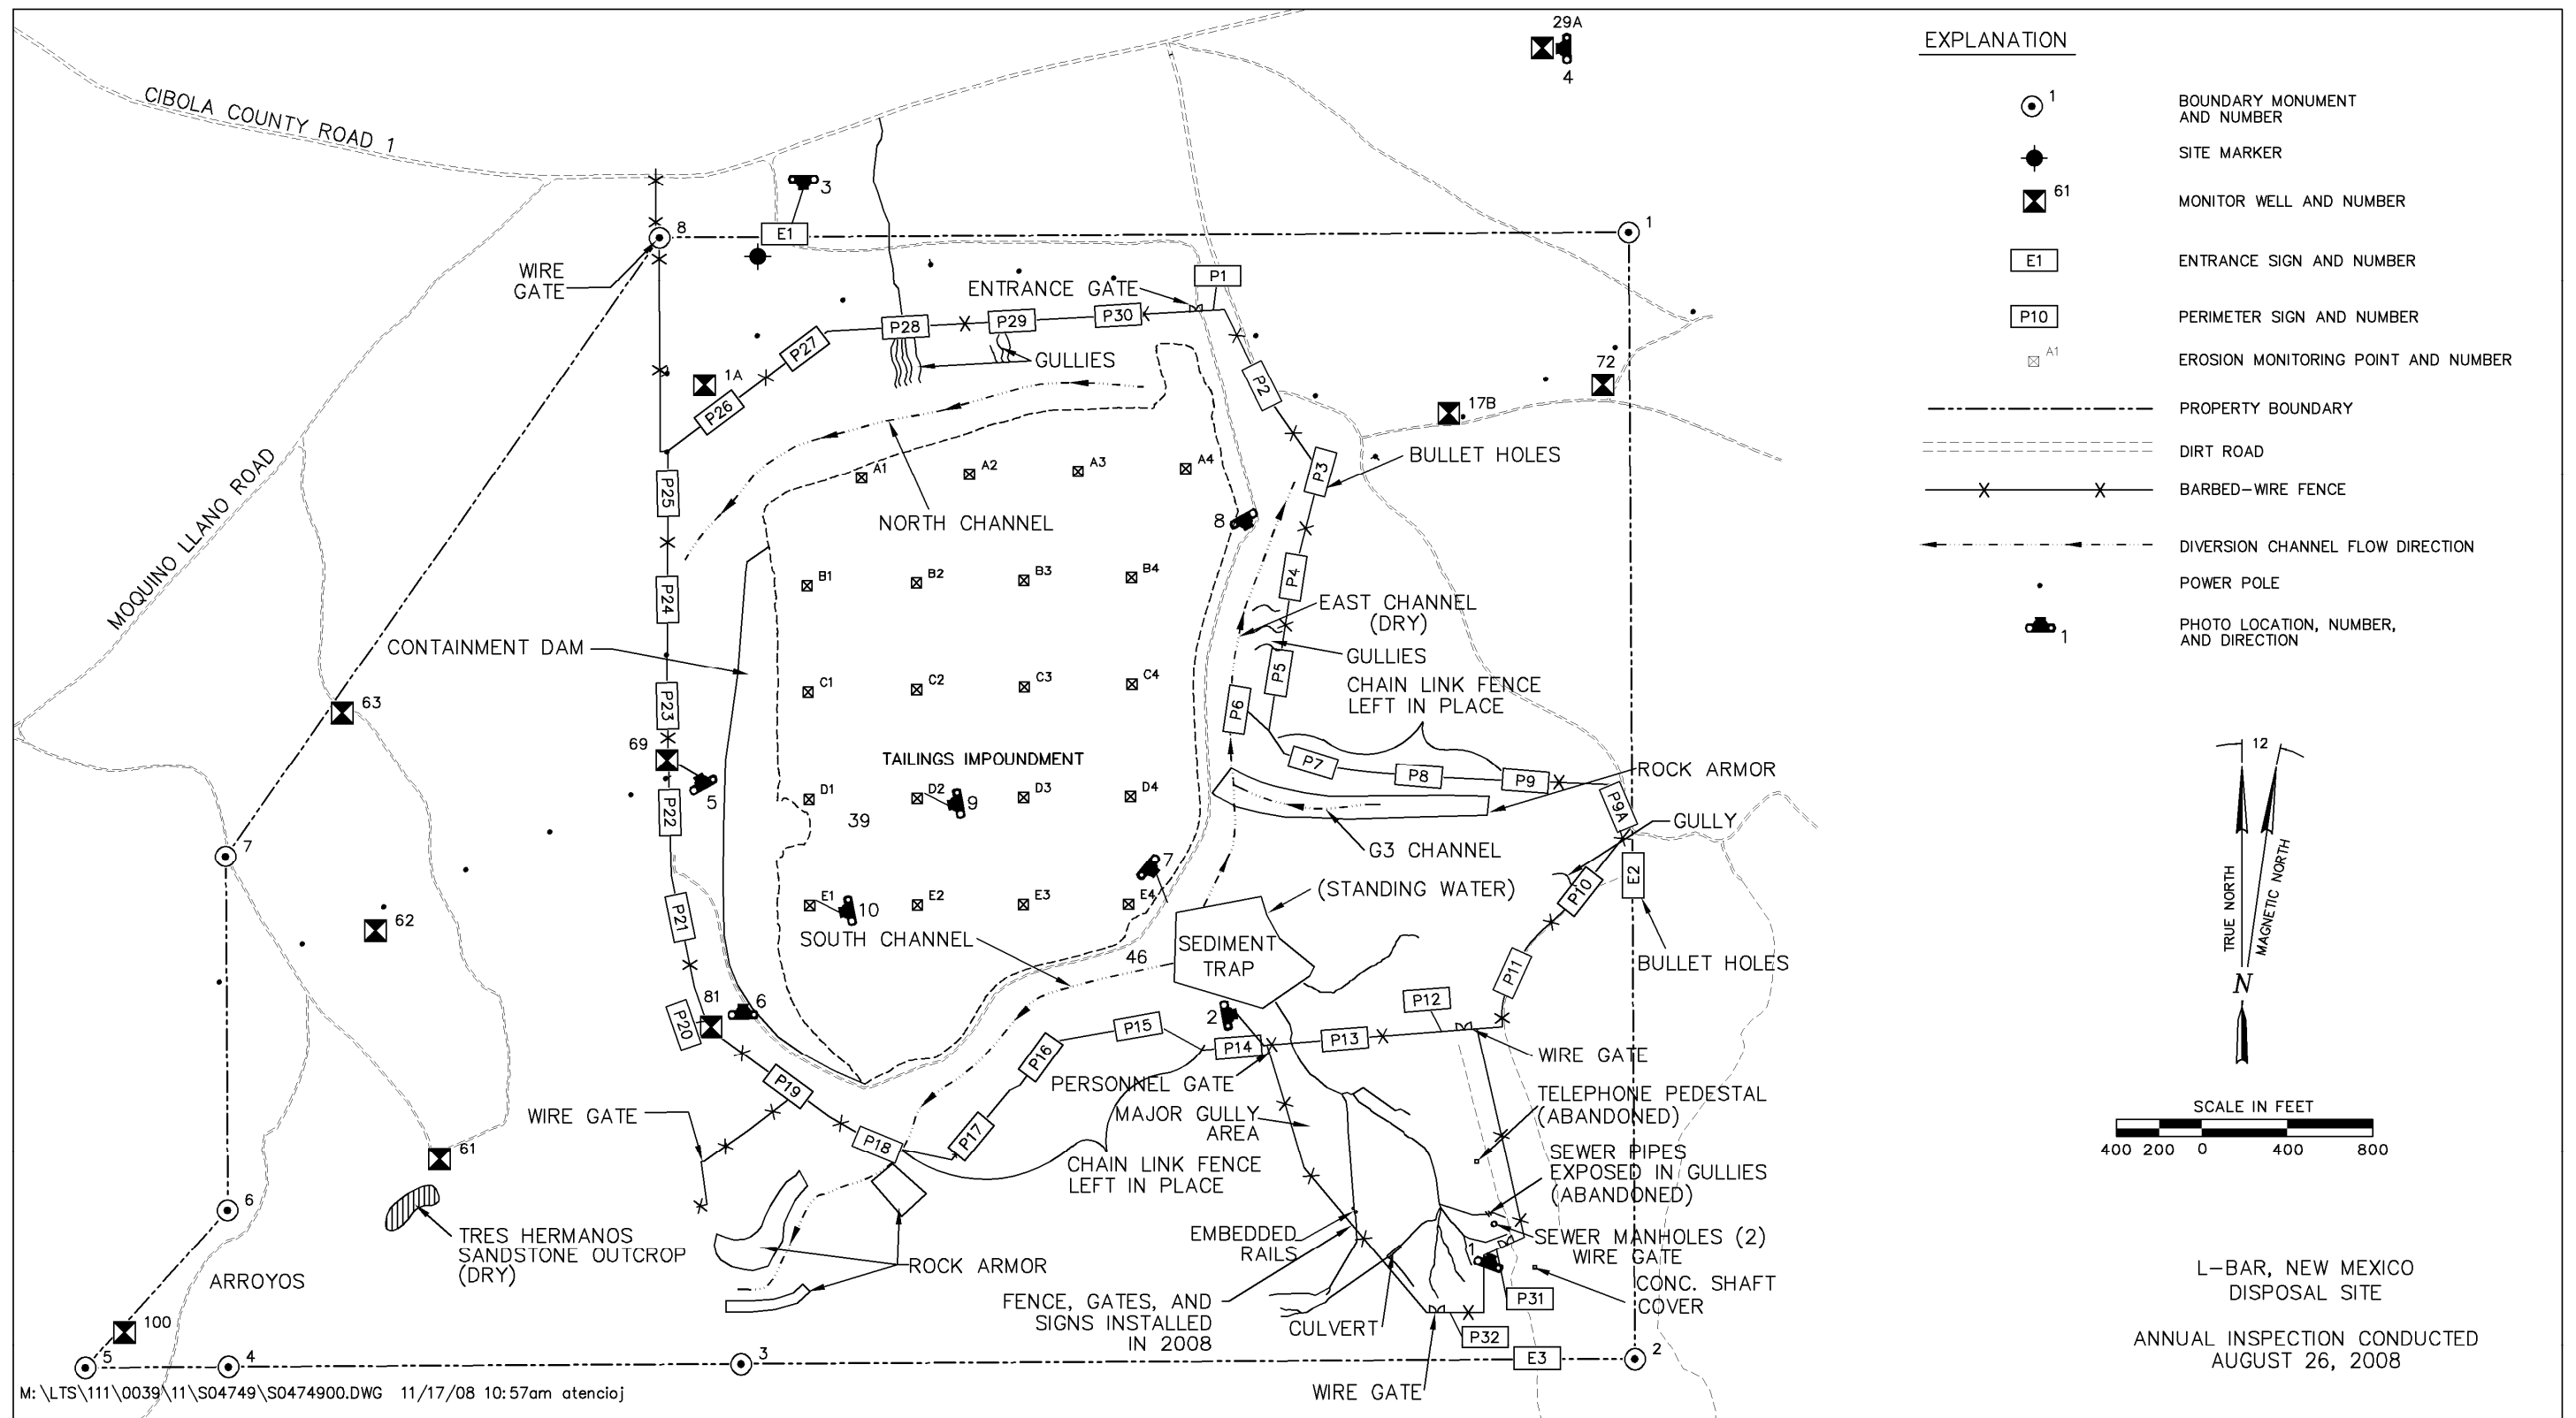 29A
4
CIBOLA COUNTY ROAD 1
3
8
E1
1
WIRE
GATE
P1
ENTRANCE GATE
P28
P29
P30
P27
GULLIES
1A
P26
P2
72
17B
BULLET HOLES
P3
A1
A2
A3
A4
P25
NORTH CHANNEL
8
MOQUINO LLANO ROAD
B1
B2
B3
B4
P24
P4
EAST CHANNEL
(DRY)
CONTAINMENT DAM
GULLIES
P5
C1
C2
C3
C4
CHAIN LINK FENCE
LEFT IN PLACE
P23
P6
63
69
TAILINGS IMPOUNDMENT
P7
P8
P9
ROCK ARMOR
5
D1
D2
9
D3
D4
P22
P9A
39
GULLY
7
G3 CHANNEL
7
(STANDING WATER)
E2
P10
E1
10
E2
E3
E4
P21
62
SOUTH CHANNEL
SEDIMENT
TRAP
46
P11
BULLET HOLES
81
6
P20
2
P12
P15
P14
P13
P16
WIRE GATE
PERSONNEL GATE
P19
TELEPHONE PEDESTAL
(ABANDONED)
WIRE GATE
MAJOR GULLY
AREA
P18
P17
61
CHAIN LINK FENCE
LEFT IN PLACE
SEWER PIPES
EXPOSED IN GULLIES
(ABANDONED)
6
TRES HERMANOS
SANDSTONE OUTCROP
(DRY)
EMBEDDED
RAILS
SEWER MANHOLES (2)
WIRE GATE
1
ROCK ARMOR
ARROYOS
CONC. SHAFT
COVER
FENCE, GATES, AND
SIGNS INSTALLED
IN 2008
P31
CULVERT
P32
100
5
4
3
E3
2
WIRE GATE
M:\LTS\111\0039\11\S04749\S0474900.DWG 11/17/08 10:57am atencioj
EXPLANATION
1
BOUNDARY MONUMENT
AND NUMBER
SITE MARKER
61
MONITOR WELL AND NUMBER
E1
ENTRANCE SIGN AND NUMBER
P10
PERIMETER SIGN AND NUMBER
A1
EROSION MONITORING POINT AND NUMBER
PROPERTY BOUNDARY
DIRT ROAD
BARBED-WIRE FENCE
DIVERSION CHANNEL FLOW DIRECTION
POWER POLE
1
PHOTO LOCATION, NUMBER,
AND DIRECTION
12
TRUE NORTH
MAGNETIC NORTH
N
SCALE IN FEET
400 200 0 400 800
L-BAR, NEW MEXICO
DISPOSAL SITE
ANNUAL INSPECTION CONDUCTED
AUGUST 26, 2008